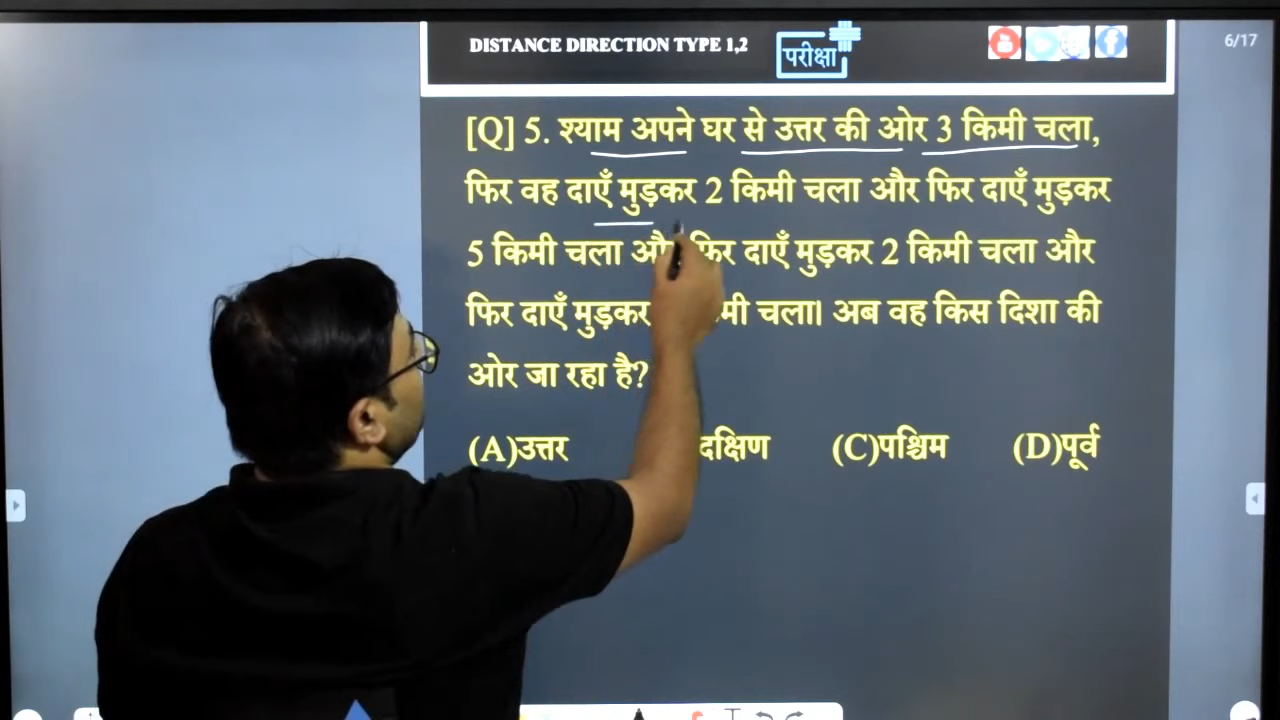 DISTANCE DIRECTION TYPE 1,2
परीक्षा
6/17
[Q] 5. श्याम अपने घर से उत्तर की ओर 3 किमी चला,
फिर वह दाएँ मुड़कर 2 किमी चला और फिर दाएँ मुड़कर
5 किमी चला और फिर दाएँ मुड़कर 2 किमी चला और
फिर दाएँ मुड़कर चला। अब वह किस दिशा की
ओर जा रहा है?
(A)उत्तर दक्षिण (C)पश्चिम (D)पूर्व